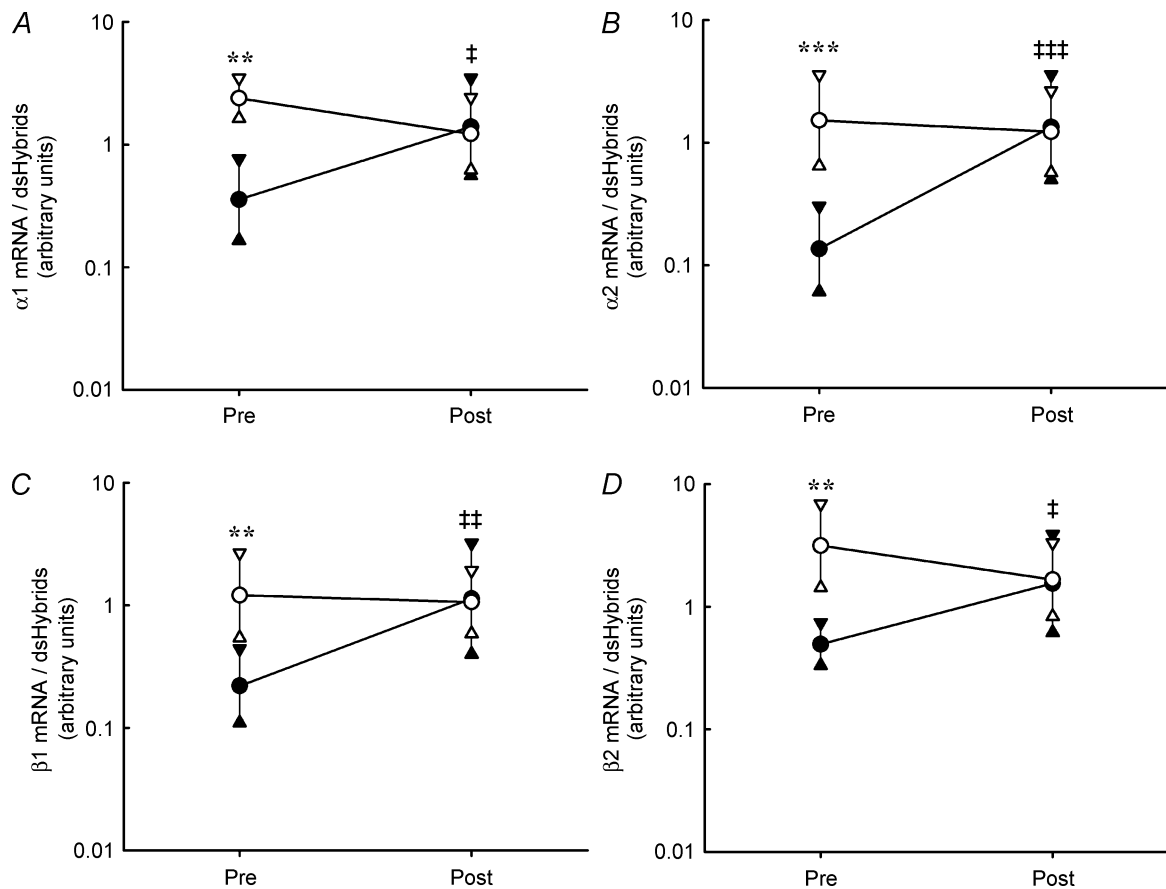 A
α1 mRNA / dsHybrids
(arbitrary units)
10
1
0.1
0.01
**
‡
Pre
Post
B
α2 mRNA / dsHybrids
(arbitrary units)
10
1
0.1
0.01
***
‡‡‡
Pre
Post
C
β1 mRNA / dsHybrids
(arbitrary units)
10
1
0.1
0.01
**
‡‡
Pre
Post
D
β2 mRNA / dsHybrids
(arbitrary units)
10
1
0.1
0.01
**
‡
Pre
Post